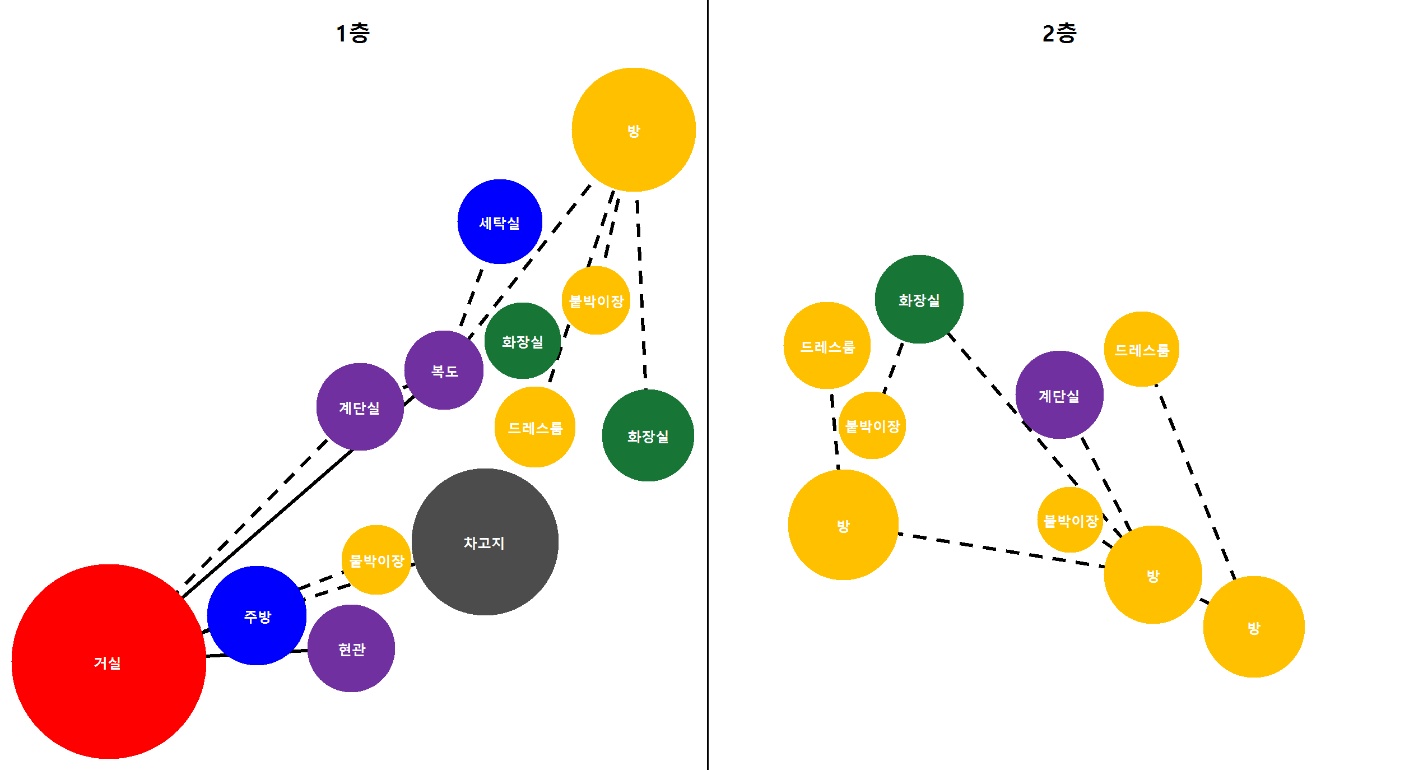 1층
방
세탁실
붙박이장
화장실
복도
계단실
드레스룸
화장실
차고지
붙박이장
주방
현관
거실
2층
화장실
드레스룸
드레스룸
계단실
붙박이장
붙박이장
방
방
방